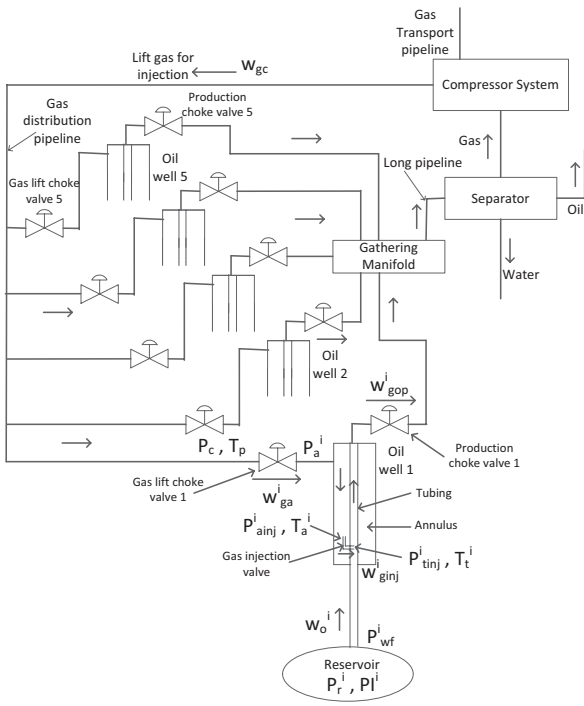 Gas
Transport
pipeline
Lift gas for
injection
w_gc
Compressor System
Gas
distribution
pipeline
Production
choke valve 5
Gas
Long pipeline
Oil
well 5
Gas lift choke
valve 5
Separator
Oil
Gathering
Manifold
Water
Oil
well 2
w^i_gop
P_c , T_p
P_a^i
Oil
well 1
Production
choke valve 1
Gas lift choke
valve 1
w^i_ga
Tubing
P^i_ainj , T_a^i
Annulus
Gas injection
valve
P^i_tinj , T_t^i
w^i_ginj
w_o^i
P^i_wf
Reservoir
P_r^i , PI^i